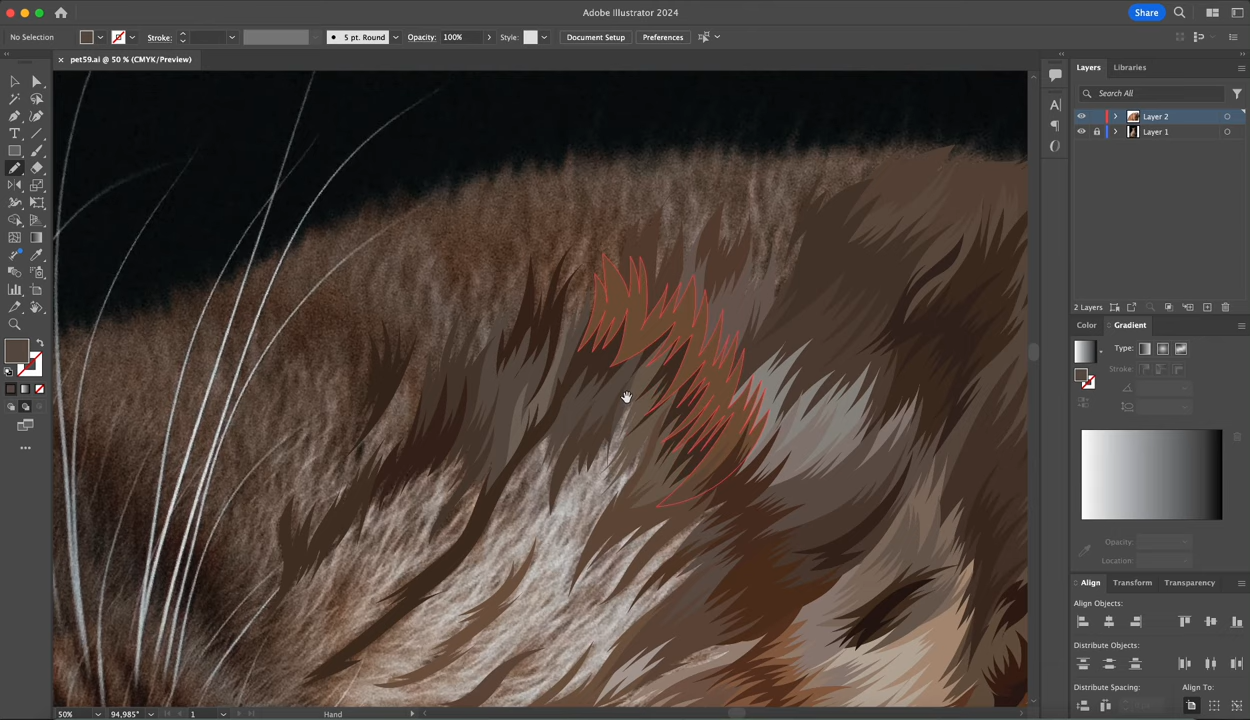 Adobe Illustrator 2024
Share
No Selection
Stroke:
5 pt. Round
Opacity:
100%
Style:
Document Setup
Preferences
pet59.ai @ 50 % (CMYK/Preview)
Layers
Libraries
Search All
Layer 2
Layer 1
2 Layers
Color
Gradient
Type:
Stroke:
Opacity:
Location:
Align
Transform
Transparency
Align Objects:
Distribute Objects:
Distribute Spacing:
Align To:
50%
94,985°
1
Hand